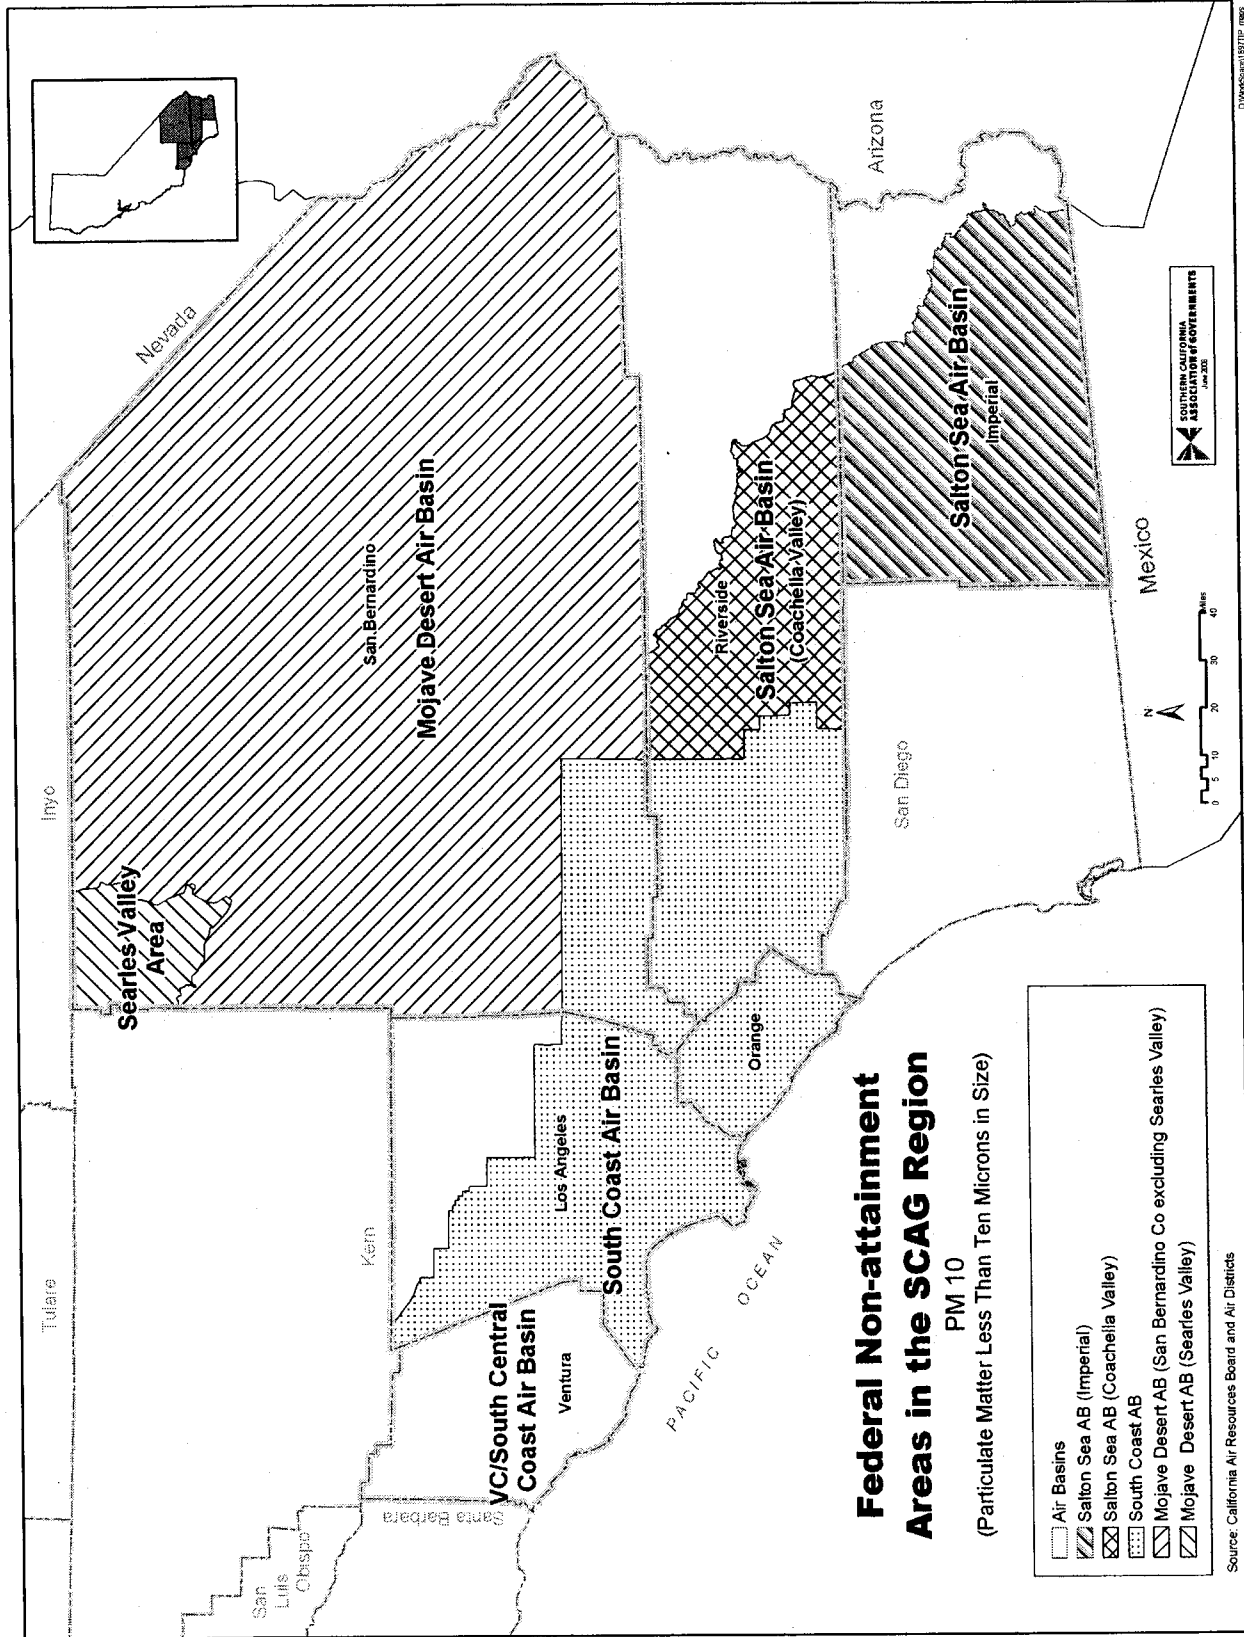 Federal Non-attainment
Areas in the SCAG Region
PM 10
(Particulate Matter Less Than Ten Microns in Size)
Tulare
Inyo
Nevada
San
Luis
Obispo
Kern
Santa Barbara
Searles Valley
Area
San Bernardino
Mojave Desert Air Basin
VC/South Central
Coast Air Basin
Ventura
Los Angeles
South Coast Air Basin
Orange
Riverside
Salton Sea Air Basin
(Coachella Valley)
Arizona
San Diego
Salton Sea Air Basin
Imperial
PACIFIC OCEAN
Mexico
N
0 5 10 20 30 40
Miles
SOUTHERN CALIFORNIA
ASSOCIATION of GOVERNMENTS
Air Basins
Salton Sea AB (Imperial)
Salton Sea AB (Coachella Valley)
South Coast AB
Mojave Desert AB (San Bernardino Co excluding Searles Valley)
Mojave Desert AB (Searles Valley)
Source: California Air Resources Board and Air Districts